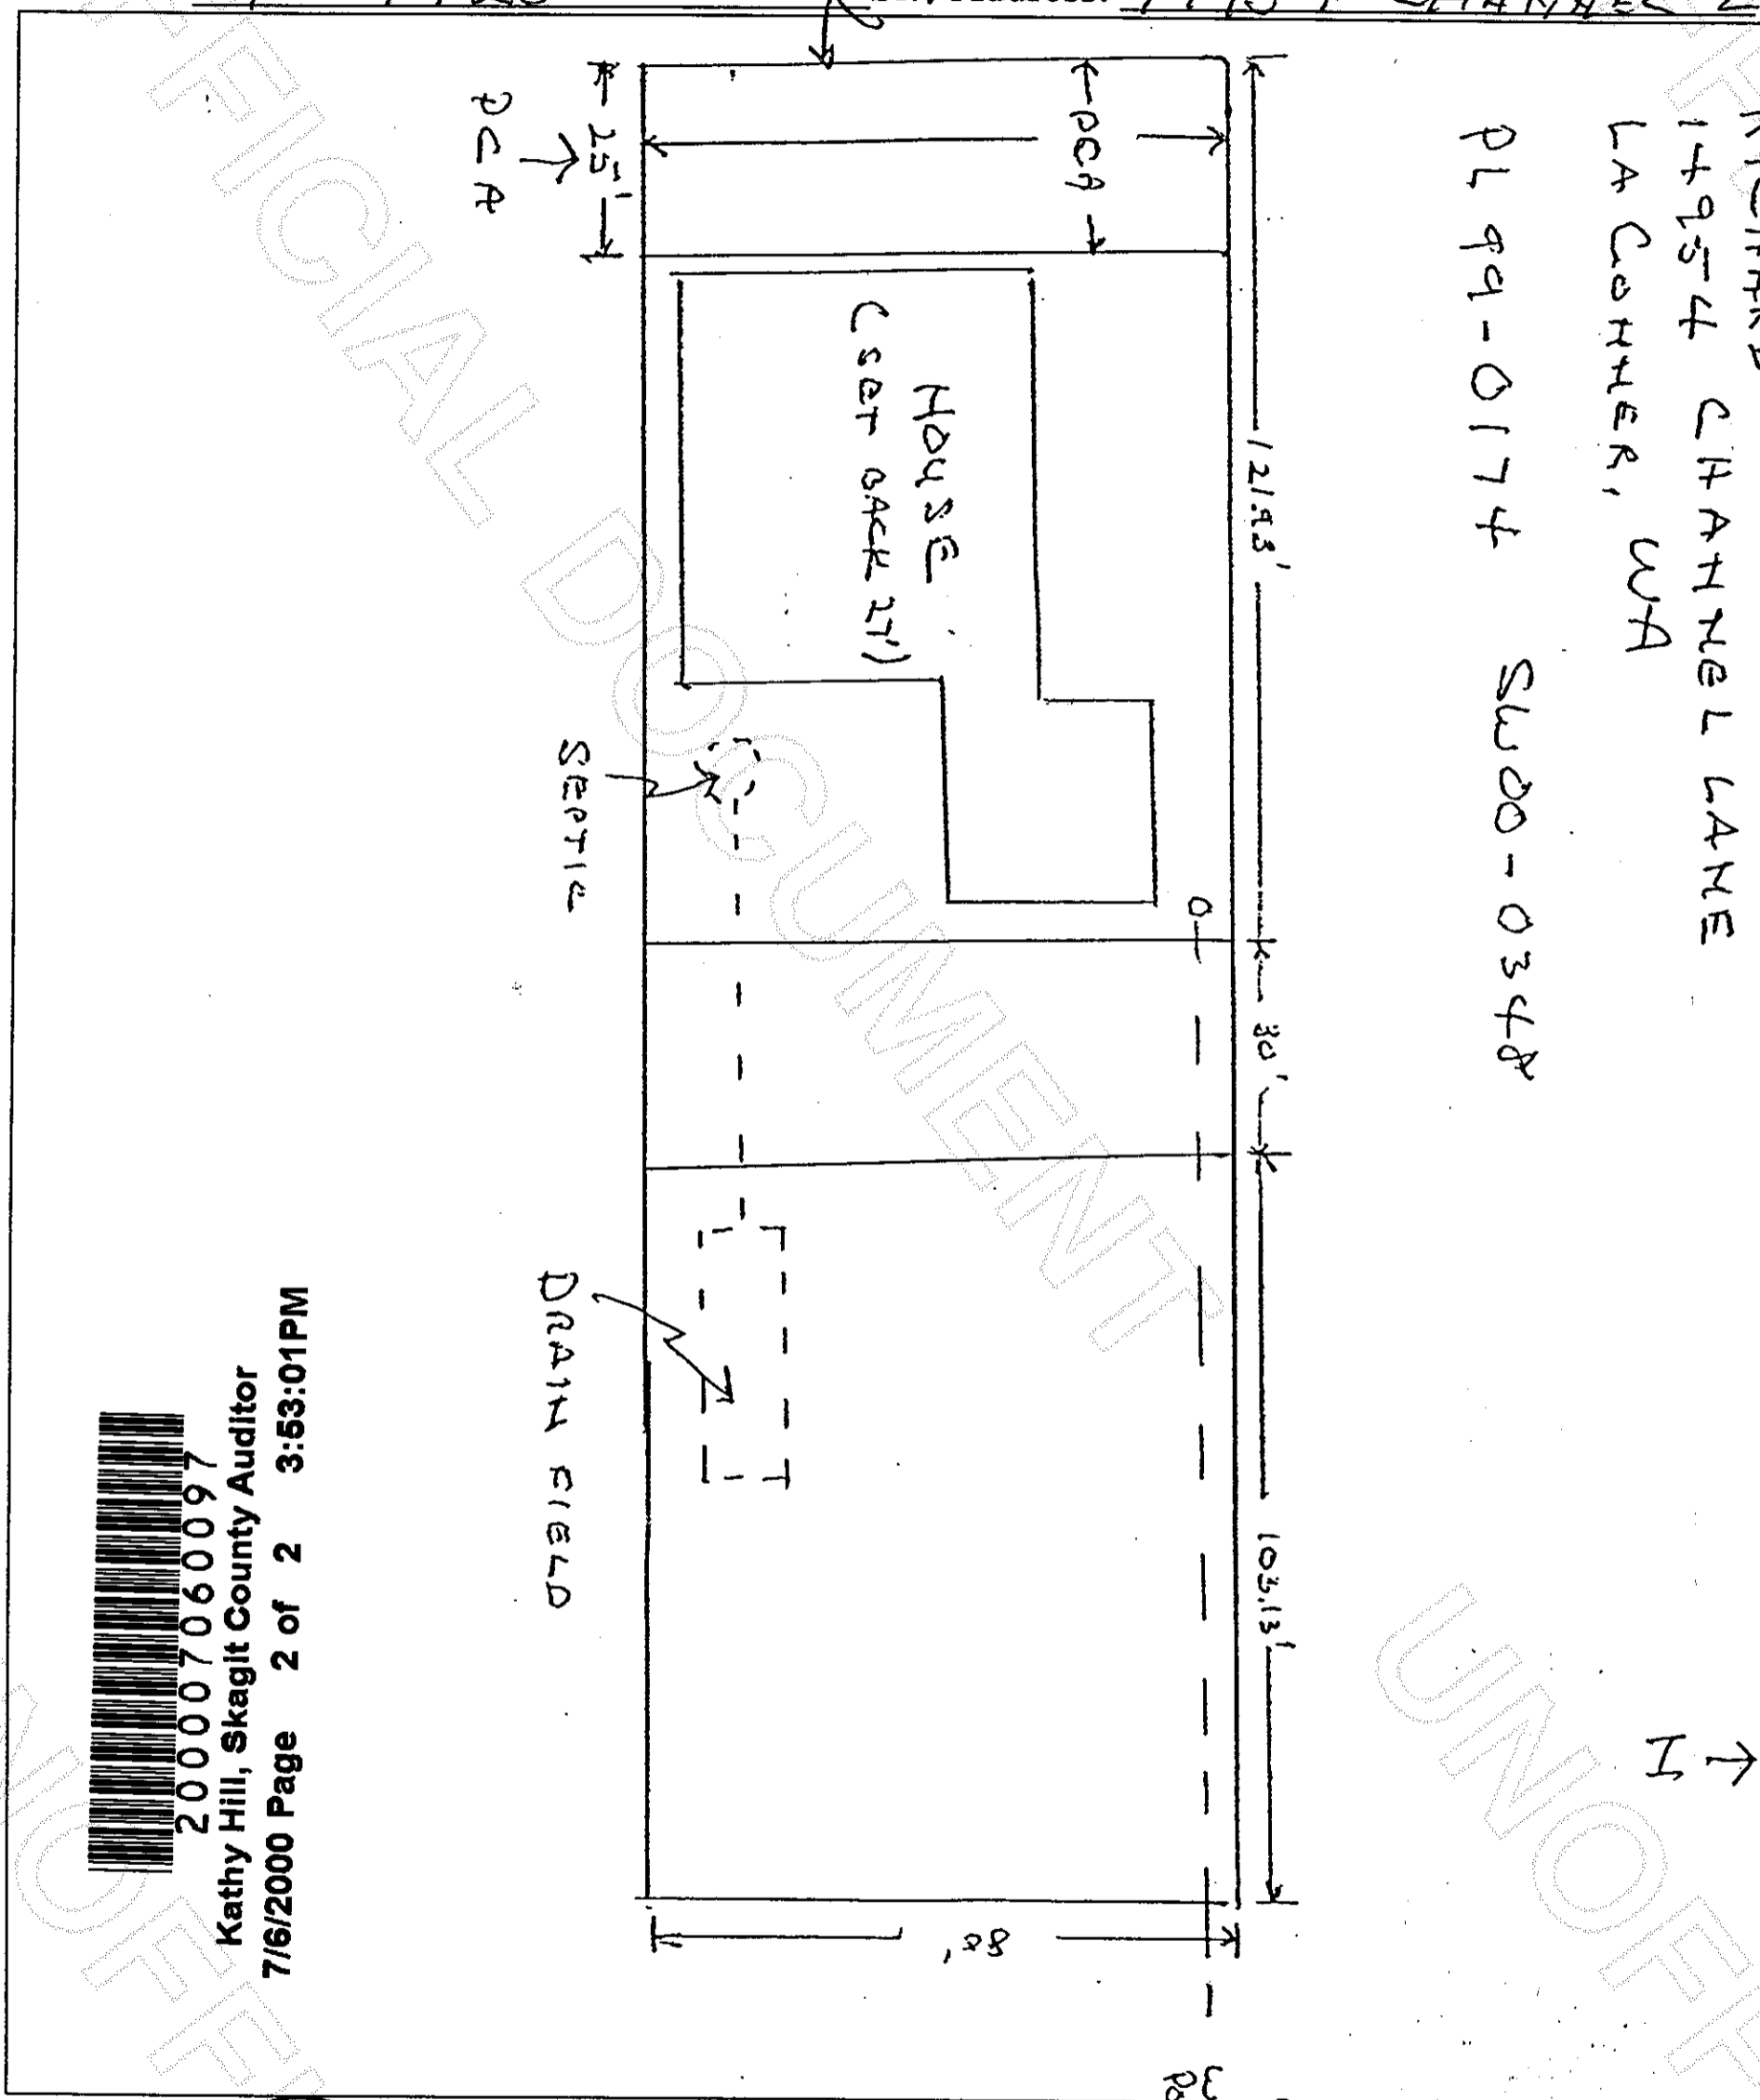 14954 CHANNEL LANE
LA CONNER, WA
PL 99-0174 SW00-0348
121.93'
30'
103.13'
80'
PCA
25'
PCA
HOUSE
(SET BACK 27')
SEPTIC
DRAIN FIELD
200007060097
Kathy Hill, Skagit County Auditor
7/6/2000 Page 2 of 2 3:53:01PM
UNOFFICIAL DOCUMENT